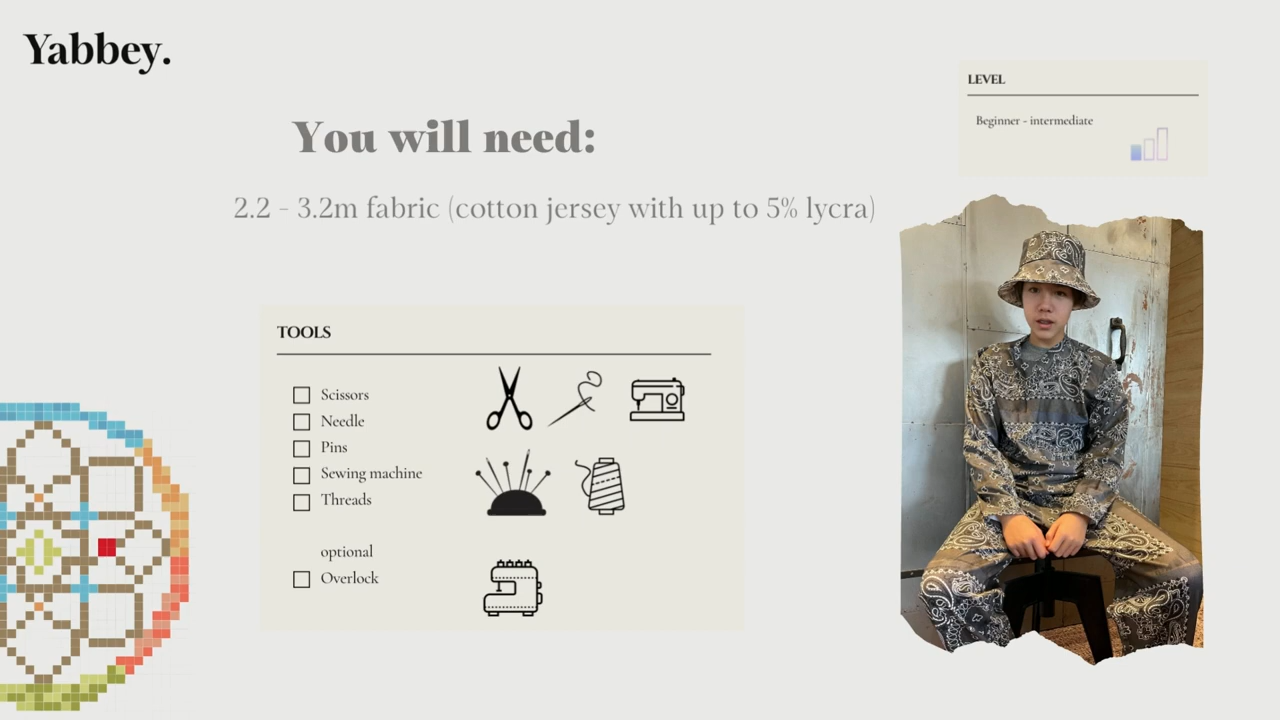 Yabbey.
LEVEL
Beginner - intermediate
You will need:
2.2 - 3.2m fabric (cotton jersey with up to 5% lycra)
TOOLS
Scissors
Needle
Pins
Sewing machine
Threads
optional
Overlock